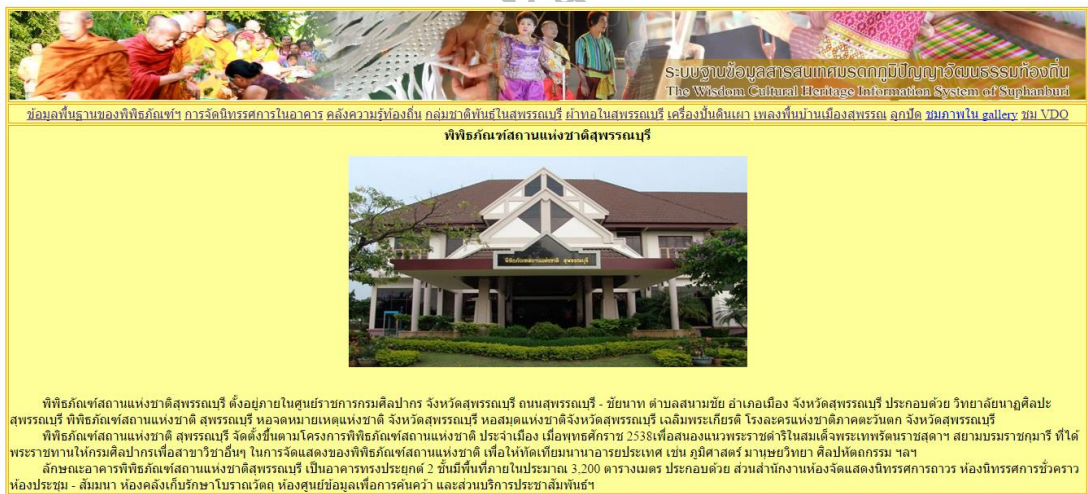 ระบบฐานข้อมูลสารสนเทศมรดกภูมิปัญญาวัฒนธรรมท้องถิ่น
The Wisdom Cultural Heritage Information System of Suphanburi
ข้อมูลพื้นฐานของพิพิธภัณฑ์ฯ การจัดนิทรรศการในอาคาร คลังความรู้ท้องถิ่น กลุ่มชาติพันธุ์ในสุพรรณบุรี ผ้าทอในสุพรรณบุรี เครื่องปั้นดินเผา เพลงพื้นบ้านเมืองสุพรรณ ลูกปัด ชมภาพใน gallery ชม VDO
พิพิธภัณฑ์สถานแห่งชาติสุพรรณบุรี
พิพิธภัณฑสถานแห่งชาติ สุพรรณบุรี
พิพิธภัณฑ์สถานแห่งชาติสุพรรณบุรี ตั้งอยู่ภายในศูนย์ราชการกรมศิลปากร จังหวัดสุพรรณบุรี ถนนสุพรรณบุรี - ชัยนาท ตำบลสนามชัย อำเภอเมือง จังหวัดสุพรรณบุรี ประกอบด้วย วิทยาลัยนาฏศิลปะ
สุพรรณบุรี พิพิธภัณฑ์สถานแห่งชาติ สุพรรณบุรี หอจดหมายเหตุแห่งชาติ จังหวัดสุพรรณบุรี หอสมุดแห่งชาติจังหวัดสุพรรณบุรี เฉลิมพระเกียรติ โรงละครแห่งชาติภาคตะวันตก จังหวัดสุพรรณบุรี
พิพิธภัณฑ์สถานแห่งชาติ สุพรรณบุรี จัดตั้งขึ้นตามโครงการพิพิธภัณฑ์สถานแห่งชาติ ประจำเมือง เมื่อพุทธศักราช 2538เพื่อสนองแนวพระราชดำริในสมเด็จพระเทพรัตนราชสุดาฯ สยามบรมราชกุมารี ที่ได้
พระราชทานให้กรมศิลปากรเพื่อสาขาวิชาอื่นๆ ในการจัดแสดงของพิพิธภัณฑ์สถานแห่งชาติ เพื่อให้ทัดเทียมนานาอารยประเทศ เช่น ภูมิศาสตร์ มานุษยวิทยา ศิลปหัตถกรรม ฯลฯ
ลักษณะอาคารพิพิธภัณฑ์สถานแห่งชาติสุพรรณบุรี เป็นอาคารทรงประยุกต์ 2 ชั้นมีพื้นที่ภายในประมาณ 3,200 ตารางเมตร ประกอบด้วย ส่วนสำนักงานห้องจัดแสดงนิทรรศการถาวร ห้องนิทรรศการชั่วคราว
ห้องประชุม - สัมมนา ห้องคลังเก็บรักษาโบราณวัตถุ ห้องศูนย์ข้อมูลเพื่อการค้นคว้า และส่วนบริการประชาสัมพันธ์ฯ